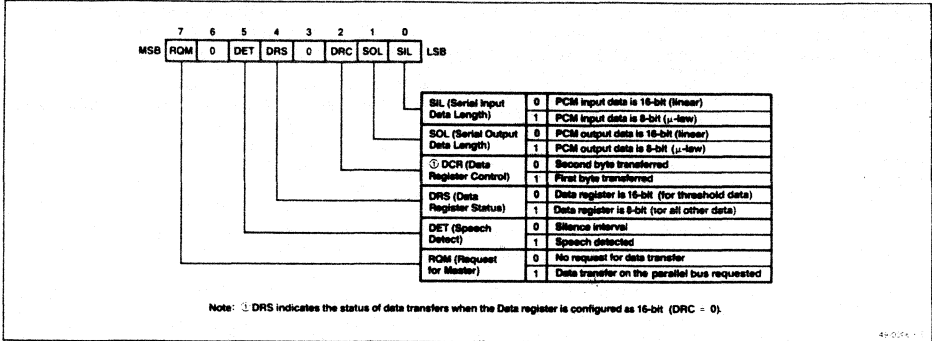 7 6 5 4 3 2 1 0
MSB RQM 0 DET DRS 0 DRC SOL SIL LSB
SIL (Serial Input Data Length) 0 PCM input data is 16-bit (linear)
1 PCM input data is 8-bit (μ-law)
SOL (Serial Output Data Length) 0 PCM output data is 16-bit (linear)
1 PCM output data is 8-bit (μ-law)
① DCR (Data Register Control) 0 Second byte transferred
1 First byte transferred
DRS (Data Register Status) 0 Data register is 16-bit (for threshold data)
1 Data register is 8-bit (for all other data)
DET (Speech Detect) 0 Silence interval
1 Speech detected
RQM (Request for Master) 0 No request for data transfer
1 Data transfer on the parallel bus requested
Note: ① DRS indicates the status of data transfers when the Data register is configured as 16-bit (DRC = 0).